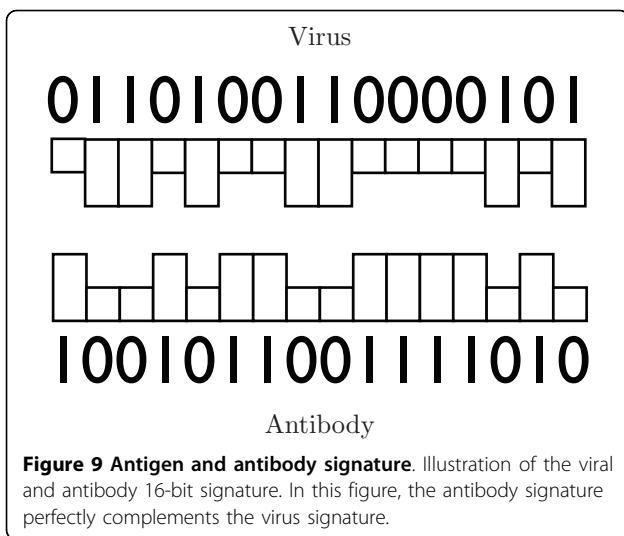 Virus
0110100110000101
1001011001111010
Antibody
Figure 9 Antigen and antibody signature. Illustration of the viral
and antibody 16-bit signature. In this figure, the antibody signature
perfectly complements the virus signature.